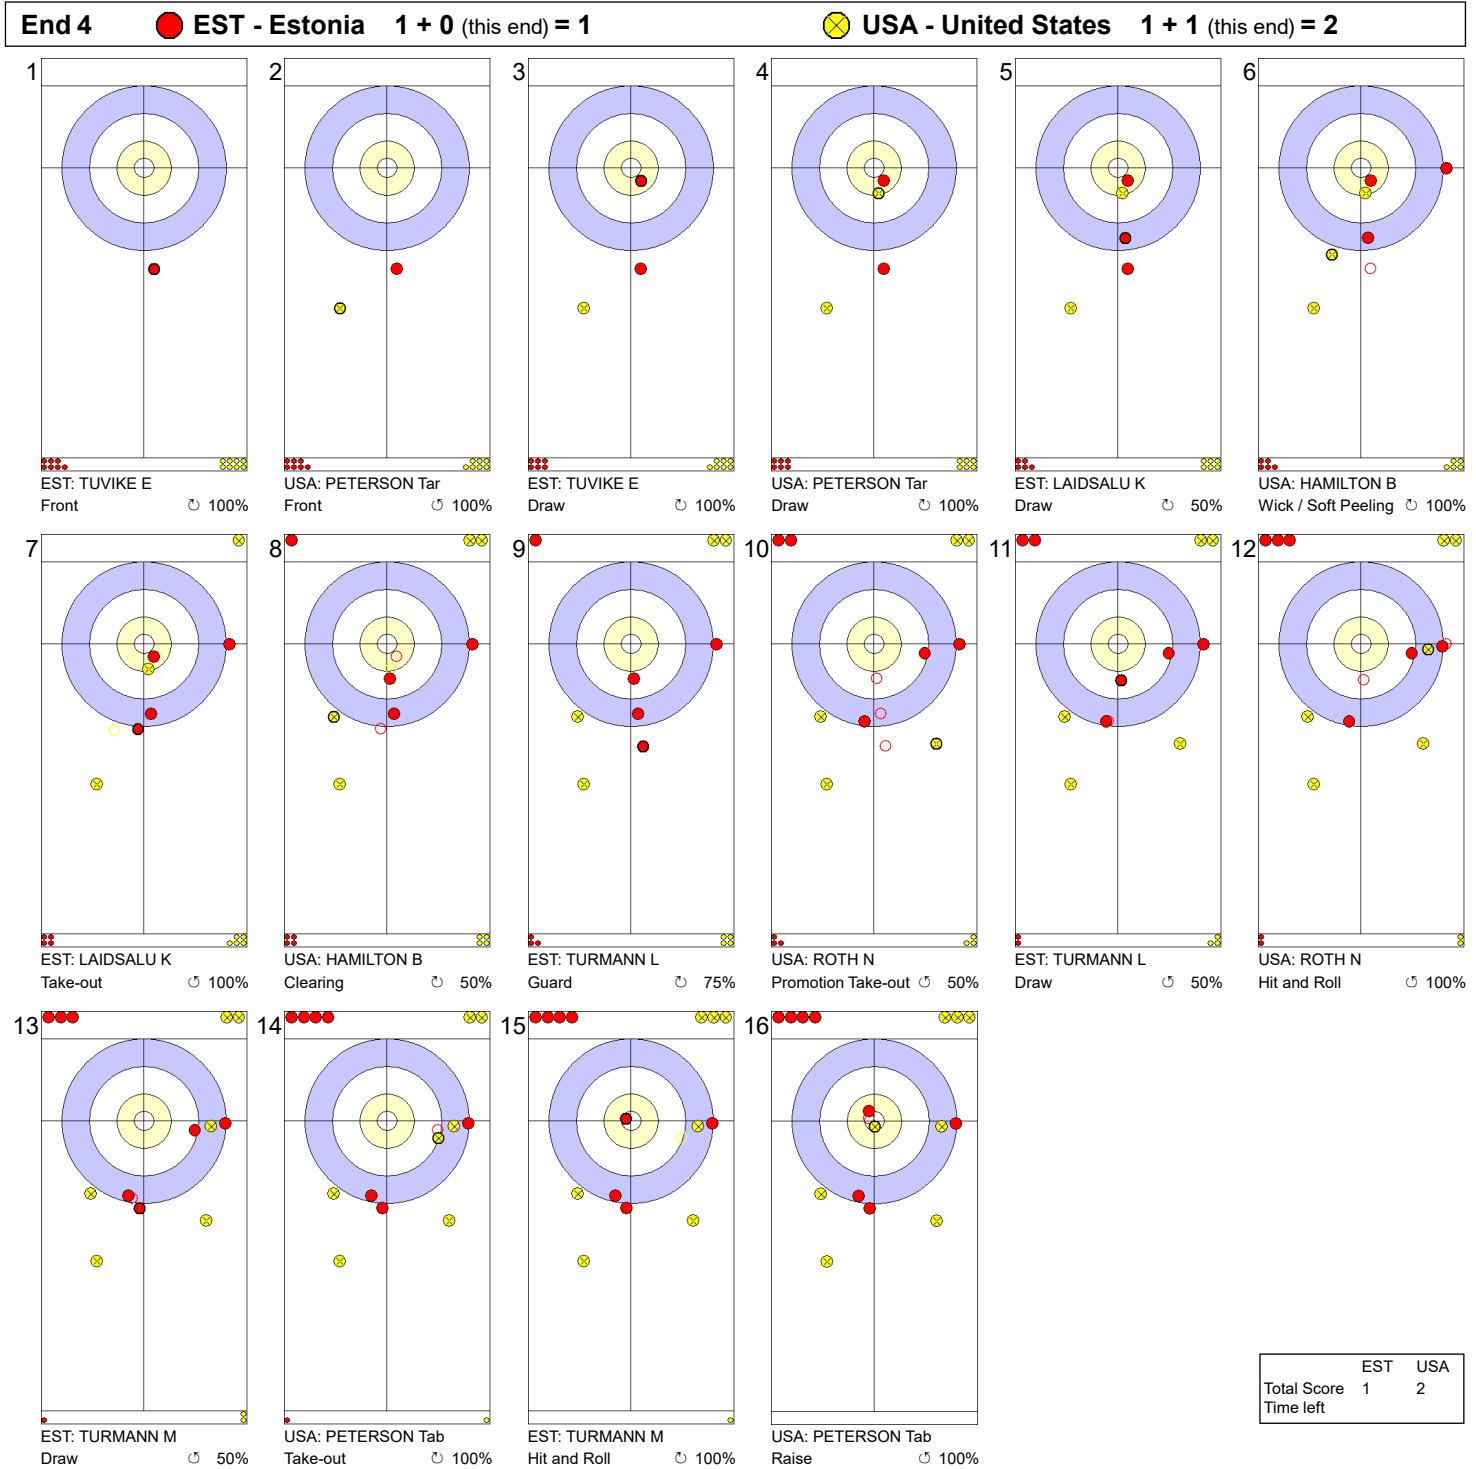 End 4 EST - Estonia 1 + 0 (this end) = 1 USA - United States 1 + 1 (this end) = 2
1 2 3 4 5 6
EST: TUVIKE E USA: PETERSON Tar EST: TUVIKE E USA: PETERSON Tar EST: LAIDSALU K USA: HAMILTON B
Front ↻ 100% Front ↻ 100% Draw ↻ 100% Draw ↻ 100% Draw ↻ 50% Wick / Soft Peeling ↻ 100%
7 8 9 10 11 12
EST: LAIDSALU K USA: HAMILTON B EST: TURMANN L USA: ROTH N EST: TURMANN L USA: ROTH N
Take-out ↺ 100% Clearing ↻ 50% Guard ↻ 75% Promotion Take-out ↺ 50% Draw ↺ 50% Hit and Roll ↻ 100%
13 14 15 16
EST: TURMANN M USA: PETERSON Tab EST: TURMANN M USA: PETERSON Tab
Draw ↺ 50% Take-out ↻ 100% Hit and Roll ↻ 100% Raise ↺ 100%
EST USA
Total Score 1 2
Time left